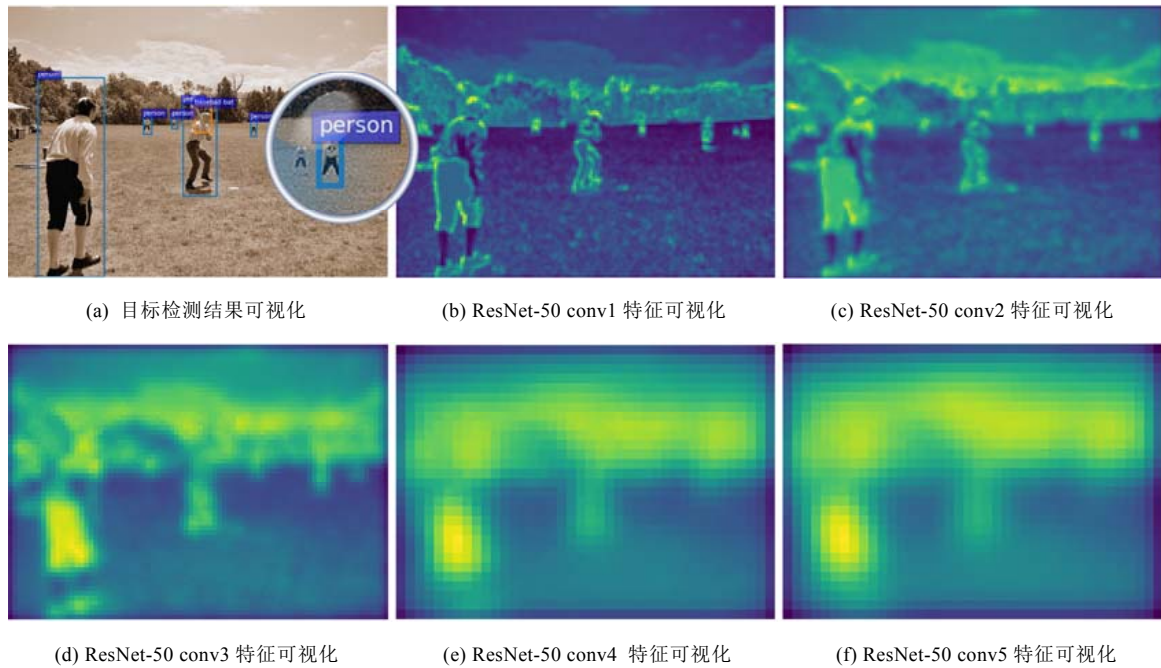 person
person
person
baseball bat
person
person
(a) 目标检测结果可视化
(b) ResNet-50 conv1 特征可视化
(c) ResNet-50 conv2 特征可视化
(d) ResNet-50 conv3 特征可视化
(e) ResNet-50 conv4 特征可视化
(f) ResNet-50 conv5 特征可视化